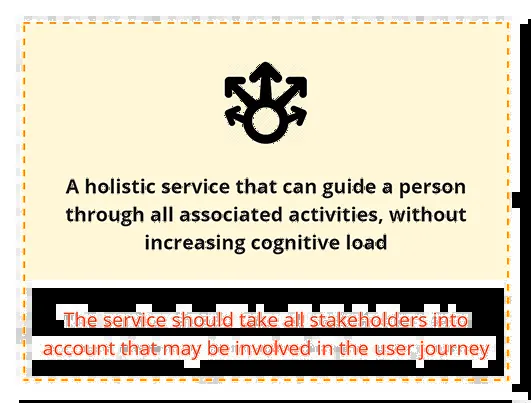 A holistic service that can guide a person
through all associated activities, without
increasing cognitive load
The service should take all stakeholders into
account that may be involved in the user journey